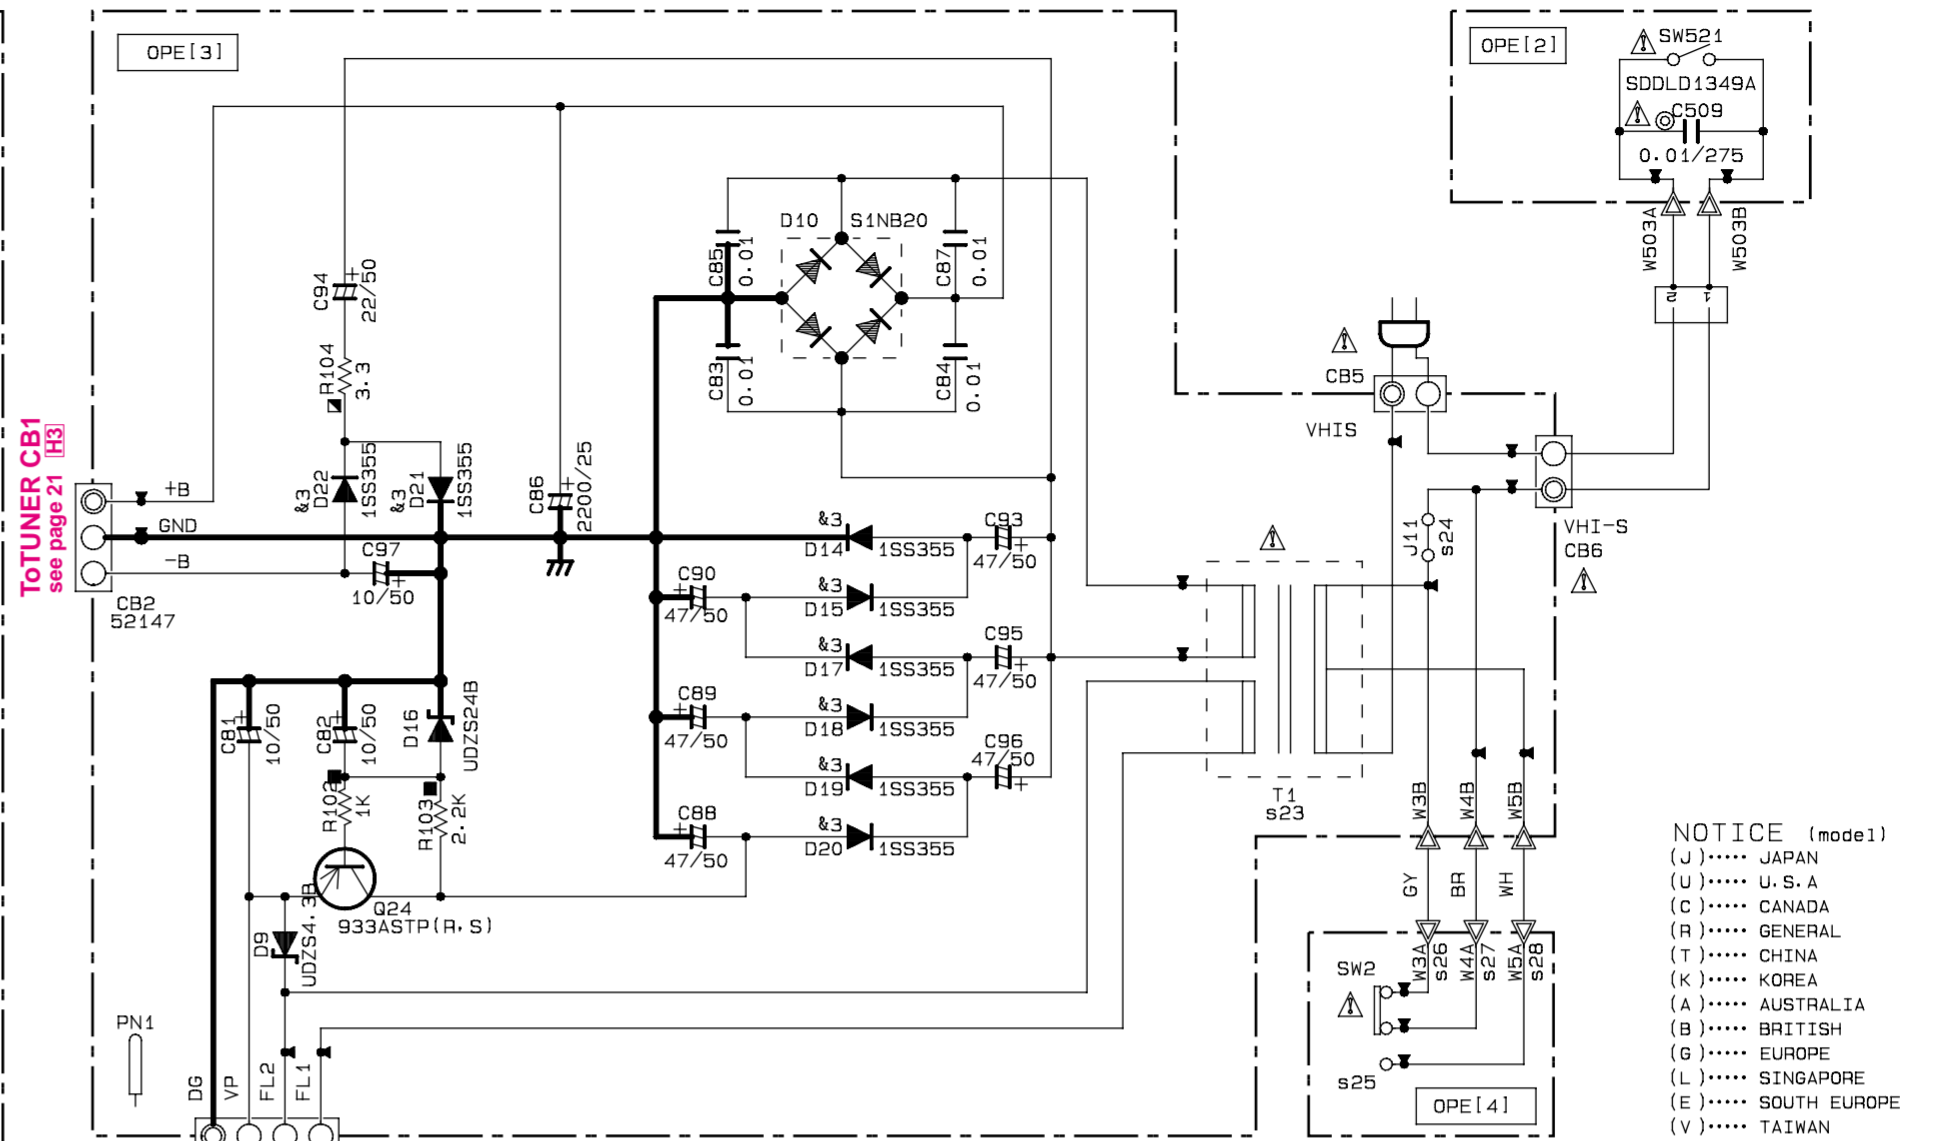 OPE[3]
OPE[2]
SW521
SDDLD1349A
C509
0.01/275
W503A
W503B
2
1
D10
S1NB20
C85
0.01
C87
0.01
C83
0.01
C84
0.01
C94
22/50
R104
3.3
&3
D22
1SS355
&3
D21
1SS355
C86
2200/25
ToTUNER CB1
see page 21 H3
+B
GND
-B
CB2
52147
C97
10/50
CB5
VHIS
VHI-S
CB6
J11
s24
&3
D14
1SS355
C93
47/50
C90
47/50
&3
D15
1SS355
&3
D17
1SS355
C95
47/50
C89
47/50
&3
D18
1SS355
&3
D19
1SS355
C96
47/50
C88
47/50
&3
D20
1SS355
C81
10/50
C82
10/50
D16
UDZS24B
R102
1K
R103
2.2K
Q24
933ASTP(R,S)
D9
UDZS4.3B
T1
s23
W3B
W4B
W5B
GY
BR
WH
W3A
s26
W4A
s27
W5A
s28
SW2
s25
OPE[4]
PN1
DG
VP
FL2
FL1
NOTICE (model)
(J)····· JAPAN
(U)····· U.S.A
(C)····· CANADA
(R)····· GENERAL
(T)····· CHINA
(K)····· KOREA
(A)····· AUSTRALIA
(B)····· BRITISH
(G)····· EUROPE
(L)····· SINGAPORE
(E)····· SOUTH EUROPE
(V)····· TAIWAN